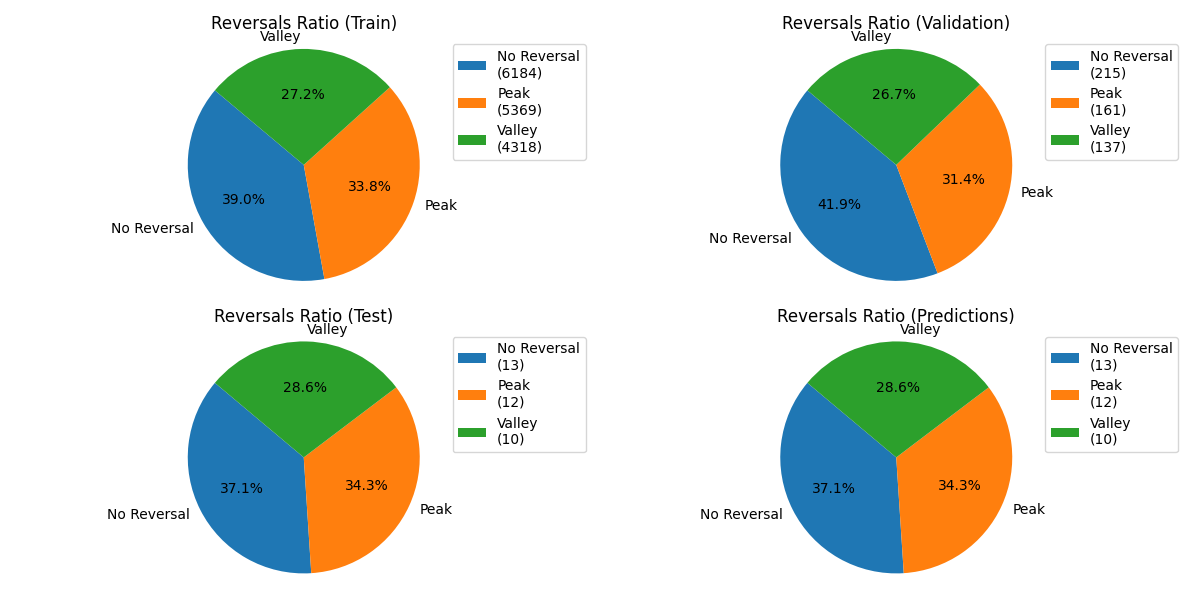 Reversals Ratio (Train)
Valley
27.2%
33.8%
39.0%
Peak
No Reversal
No Reversal
(6184)
Peak
(5369)
Valley
(4318)
Reversals Ratio (Validation)
Valley
26.7%
31.4%
41.9%
Peak
No Reversal
No Reversal
(215)
Peak
(161)
Valley
(137)
Reversals Ratio (Test)
Valley
28.6%
34.3%
37.1%
Peak
No Reversal
No Reversal
(13)
Peak
(12)
Valley
(10)
Reversals Ratio (Predictions)
Valley
28.6%
34.3%
37.1%
Peak
No Reversal
No Reversal
(13)
Peak
(12)
Valley
(10)